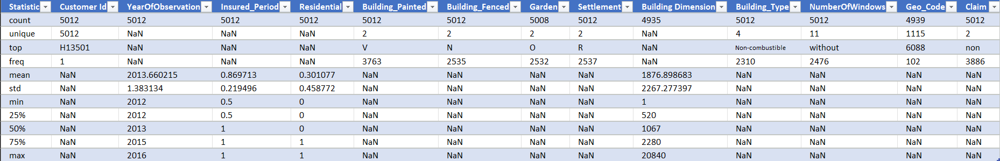 Statistic Customer Id YearOfObservation Insured_Period Residential Building_Painted Building_Fenced Garden Settlement Building Dimension Building_Type NumberOfWindows Geo_Code Claim
count 5012 5012 5012 5012 5012 5012 5008 5012 4935 5012 5012 4939 5012
unique 5012 NaN NaN NaN 2 2 2 2 NaN 4 11 1115 2
top H13501 NaN NaN NaN V N O R NaN Non-combustible without 6088 non
freq 1 NaN NaN NaN 3763 2535 2532 2537 NaN 2310 2476 102 3886
mean NaN 2013.660215 0.869713 0.301077 NaN NaN NaN NaN 1876.898683 NaN NaN NaN NaN
std NaN 1.383134 0.219496 0.458772 NaN NaN NaN NaN 2267.277397 NaN NaN NaN NaN
min NaN 2012 0.5 0 NaN NaN NaN NaN 1 NaN NaN NaN NaN
25% NaN 2012 0.5 0 NaN NaN NaN NaN 520 NaN NaN NaN NaN
50% NaN 2013 1 0 NaN NaN NaN NaN 1067 NaN NaN NaN NaN
75% NaN 2015 1 1 NaN NaN NaN NaN 2280 NaN NaN NaN NaN
max NaN 2016 1 1 NaN NaN NaN NaN 20840 NaN NaN NaN NaN